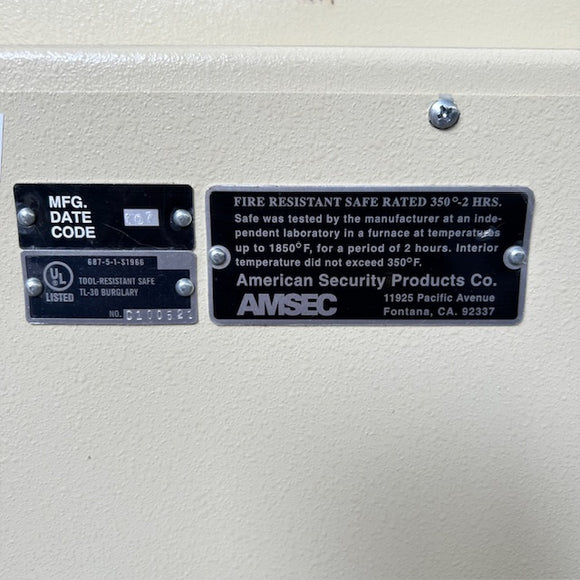 MFG.
DATE
CODE
687-5-1-S1966
UL
LISTED
TOOL-RESISTANT SAFE
TL-30 BURGLARY
NO.
FIRE RESISTANT SAFE RATED 350°-2 HRS.
Safe was tested by the manufacturer at an inde-
pendent laboratory in a furnace at temperatures
up to 1850°F, for a period of 2 hours. Interior
temperature did not exceed 350°F.
American Security Products Co.
AMSEC
11925 Pacific Avenue
Fontana, CA. 92337